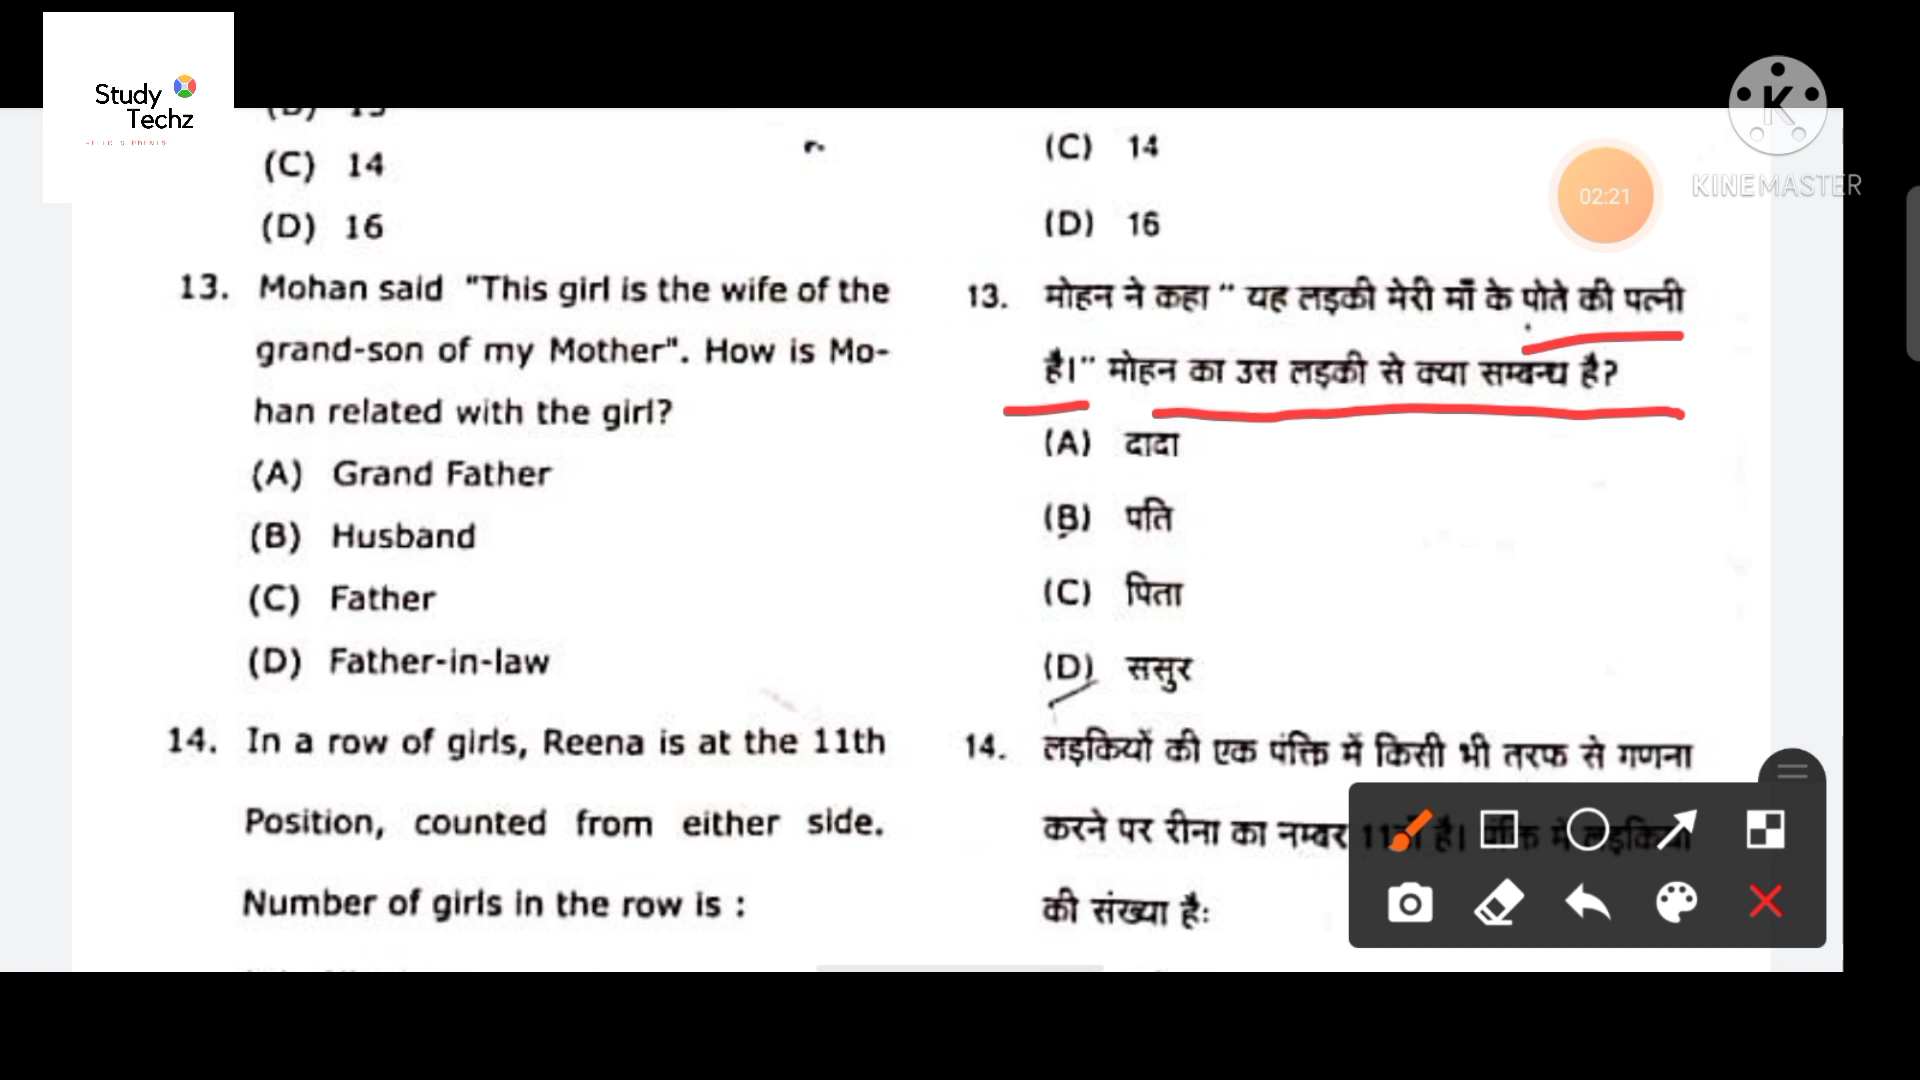 Study
Techz
KINEMASTER
02:21
(C) 14
(D) 16
13. Mohan said "This girl is the wife of the
grand-son of my Mother". How is Mo-
han related with the girl?
(A) Grand Father
(B) Husband
(C) Father
(D) Father-in-law
14. In a row of girls, Reena is at the 11th
Position, counted from either side.
Number of girls in the row is :
(C) 14
(D) 16
13. मोहन ने कहा " यह लड़की मेरी माँ के पोते की पत्नी
है।" मोहन का उस लड़की से क्या सम्बन्ध है?
(A) दादा
(B) पति
(C) पिता
(D) ससुर
14. लड़कियों की एक पंक्ति में किसी भी तरफ से गणना
करने पर रीना का नम्बर 11वाँ है। पंक्ति में लड़कियों
की संख्या है: